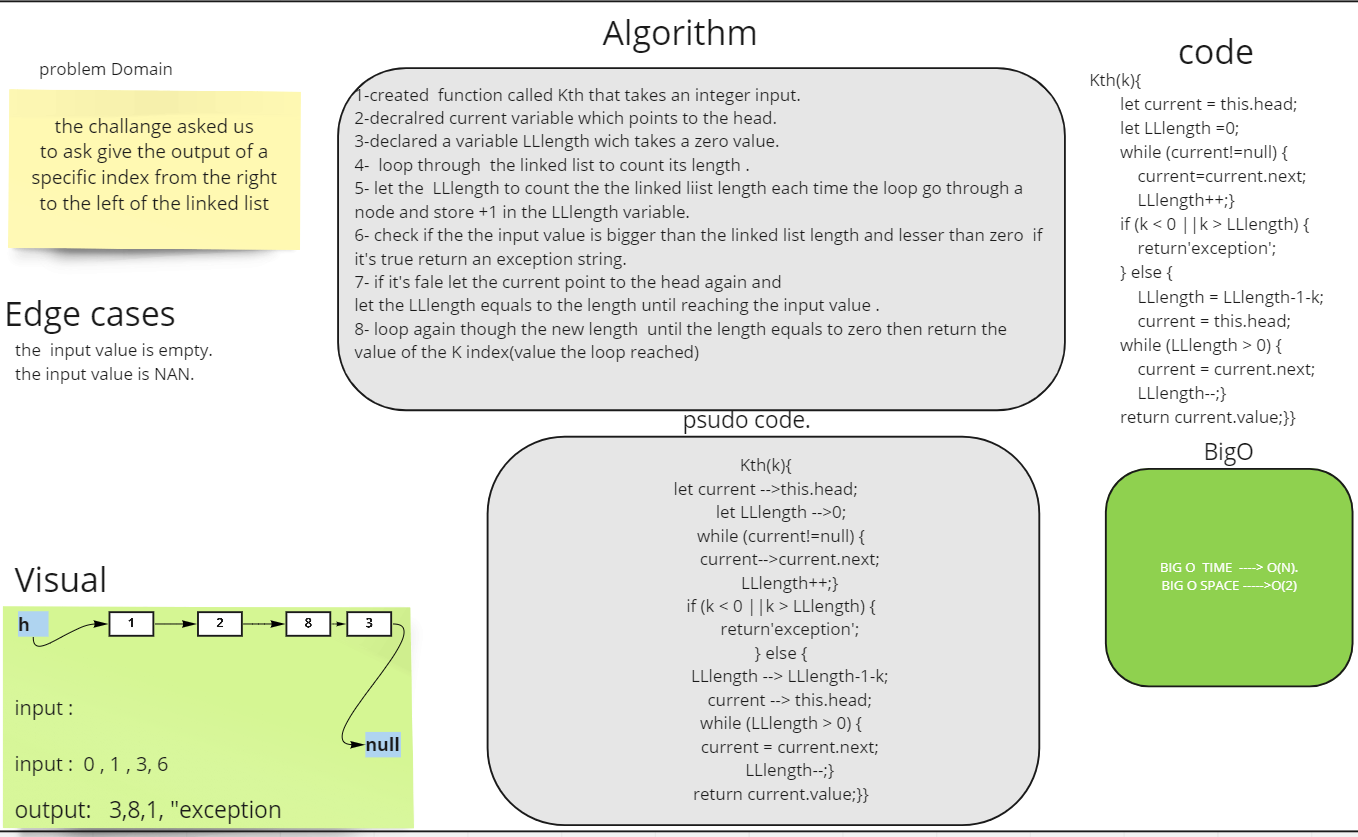 problem Domain
the challange asked us
to ask give the output of a
specific index from the right
to the left of the linked list
Edge cases
the input value is empty.
the input value is NAN.
Visual
h
1
2
8
3
null
input :
input : 0 , 1 , 3, 6
output: 3,8,1, "exception
Algorithm
1-created function called Kth that takes an integer input.
2-decralred current variable which points to the head.
3-declared a variable LLlength wich takes a zero value.
4- loop through the linked list to count its length .
5- let the LLlength to count the the linked liist length each time the loop go through a
node and store +1 in the LLlength variable.
6- check if the the input value is bigger than the linked list length and lesser than zero if
it's true return an exception string.
7- if it's fale let the current point to the head again and
let the LLlength equals to the length until reaching the input value .
8- loop again though the new length until the length equals to zero then return the
value of the K index(value the loop reached)
psudo code.
Kth(k){
let current -->this.head;
let LLlength -->0;
while (current!=null) {
current-->current.next;
LLlength++;}
if (k < 0 ||k > LLlength) {
return'exception';
} else {
LLlength --> LLlength-1-k;
current --> this.head;
while (LLlength > 0) {
current = current.next;
LLlength--;}
return current.value;}}
code
Kth(k){
let current = this.head;
let LLlength =0;
while (current!=null) {
current=current.next;
LLlength++;}
if (k < 0 ||k > LLlength) {
return'exception';
} else {
LLlength = LLlength-1-k;
current = this.head;
while (LLlength > 0) {
current = current.next;
LLlength--;}
return current.value;}}
BigO
BIG O TIME ----> O(N).
BIG O SPACE ----->O(2)